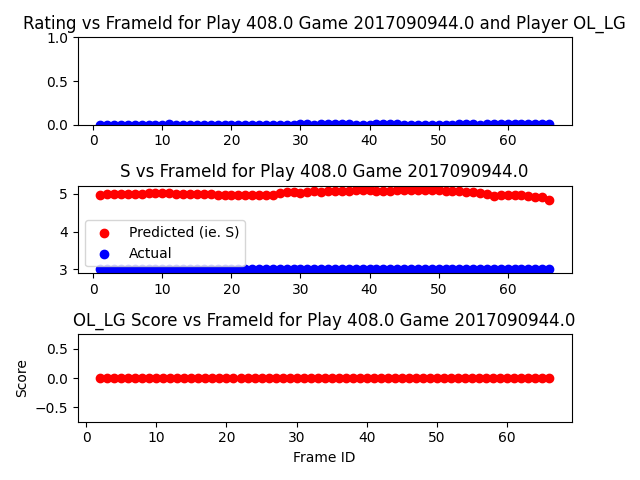 Rating vs FrameId for Play 408.0 Game 2017090944.0 and Player OL_LG
1.0
0.5
0.0
0 10 20 30 40 50 60
S vs FrameId for Play 408.0 Game 2017090944.0
5
4
3
Predicted (ie. S)
Actual
0 10 20 30 40 50 60
OL_LG Score vs FrameId for Play 408.0 Game 2017090944.0
Score
0.5
0.0
−0.5
0 10 20 30 40 50 60
Frame ID